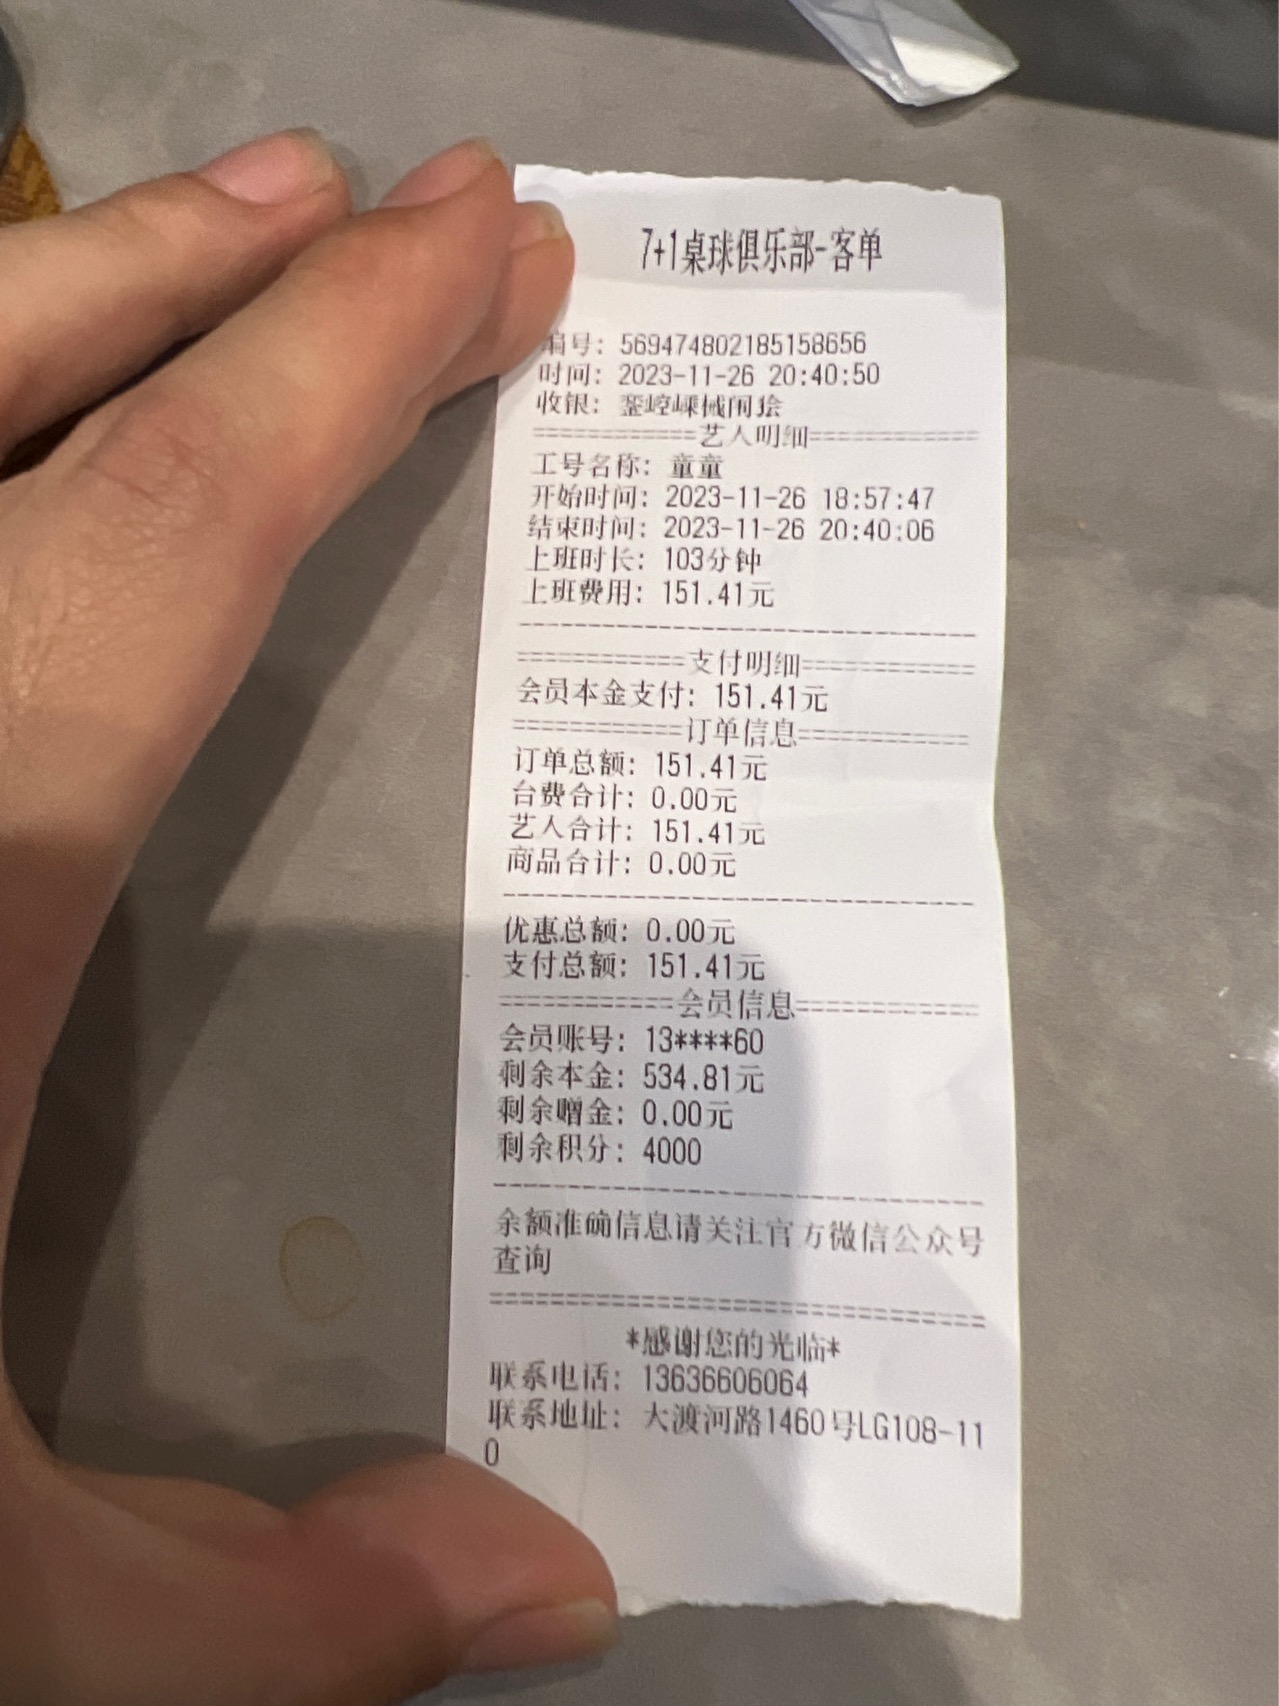 7+1桌球俱乐部-客单
编号: 569474802185158656
时间: 2023-11-26 20:40:50
收银:
============艺人明细============
工号名称: 童童
开始时间: 2023-11-26 18:57:47
结束时间: 2023-11-26 20:40:06
上班时长: 103分钟
上班费用: 151.41元
--------------------------------
============支付明细============
会员本金支付: 151.41元
============订单信息============
订单总额: 151.41元
台费合计: 0.00元
艺人合计: 151.41元
商品合计: 0.00元
--------------------------------
优惠总额: 0.00元
支付总额: 151.41元
============会员信息============
会员账号: 13****60
剩余本金: 534.81元
剩余赠金: 0.00元
剩余积分: 4000
--------------------------------
余额准确信息请关注官方微信公众号
查询
================================
*感谢您的光临*
联系电话: 13636606064
联系地址: 大渡河路1460号LG108-11
0